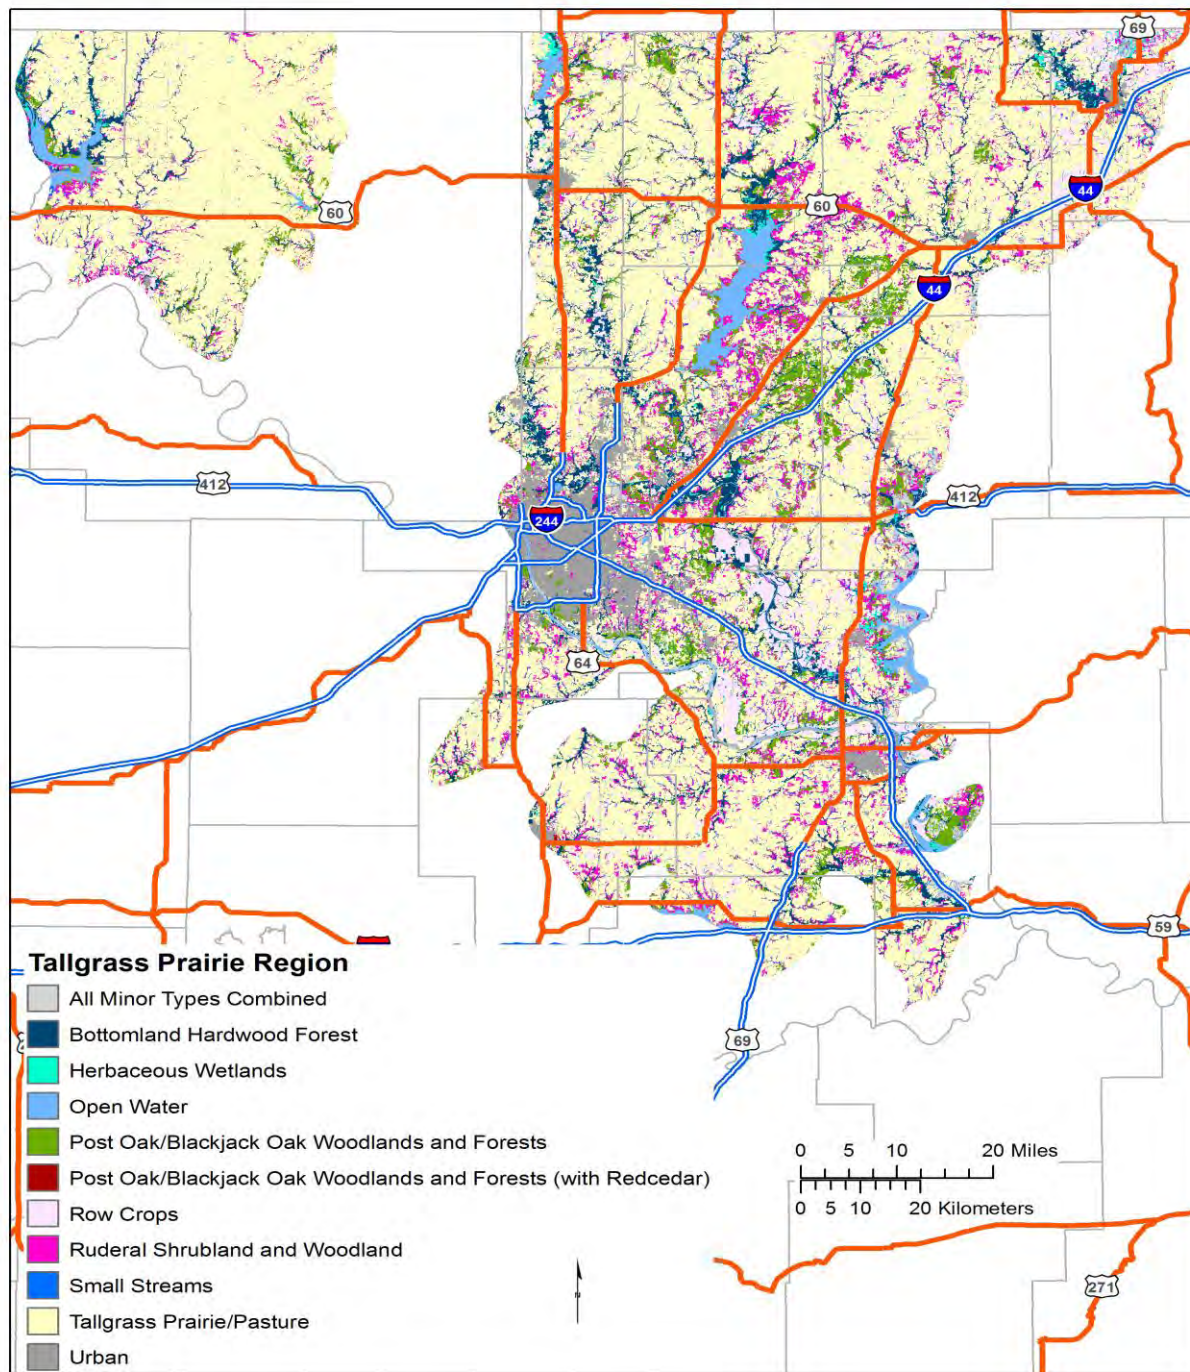 69
44
60
60
44
412
412
244
64
59
Tallgrass Prairie Region
All Minor Types Combined
Bottomland Hardwood Forest
Herbaceous Wetlands
Open Water
Post Oak/Blackjack Oak Woodlands and Forests
Post Oak/Blackjack Oak Woodlands and Forests (with Redcedar)
Row Crops
Ruderal Shrubland and Woodland
Small Streams
Tallgrass Prairie/Pasture
Urban
69
0 5 10 20 Miles
0 5 10 20 Kilometers
271